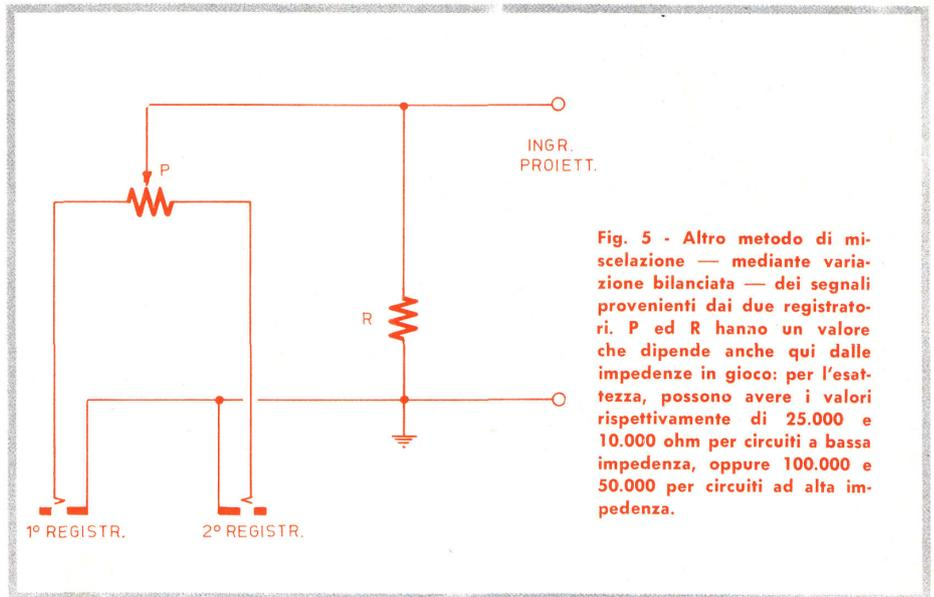 P
INGR.
PROIETT.
R
1º REGISTR.
2º REGISTR.
Fig. 5 - Altro metodo di mi-
scelazione — mediante varia-
zione bilanciata — dei segnali
provenienti dai due registrato-
ri. P ed R hanno un valore
che dipende anche qui dalle
impedenze in gioco: per l'esat-
tezza, possono avere i valori
rispettivamente di 25.000 e
10.000 ohm per circuiti a bassa
impedenza, oppure 100.000 e
50.000 per circuiti ad alta im-
pedenza.